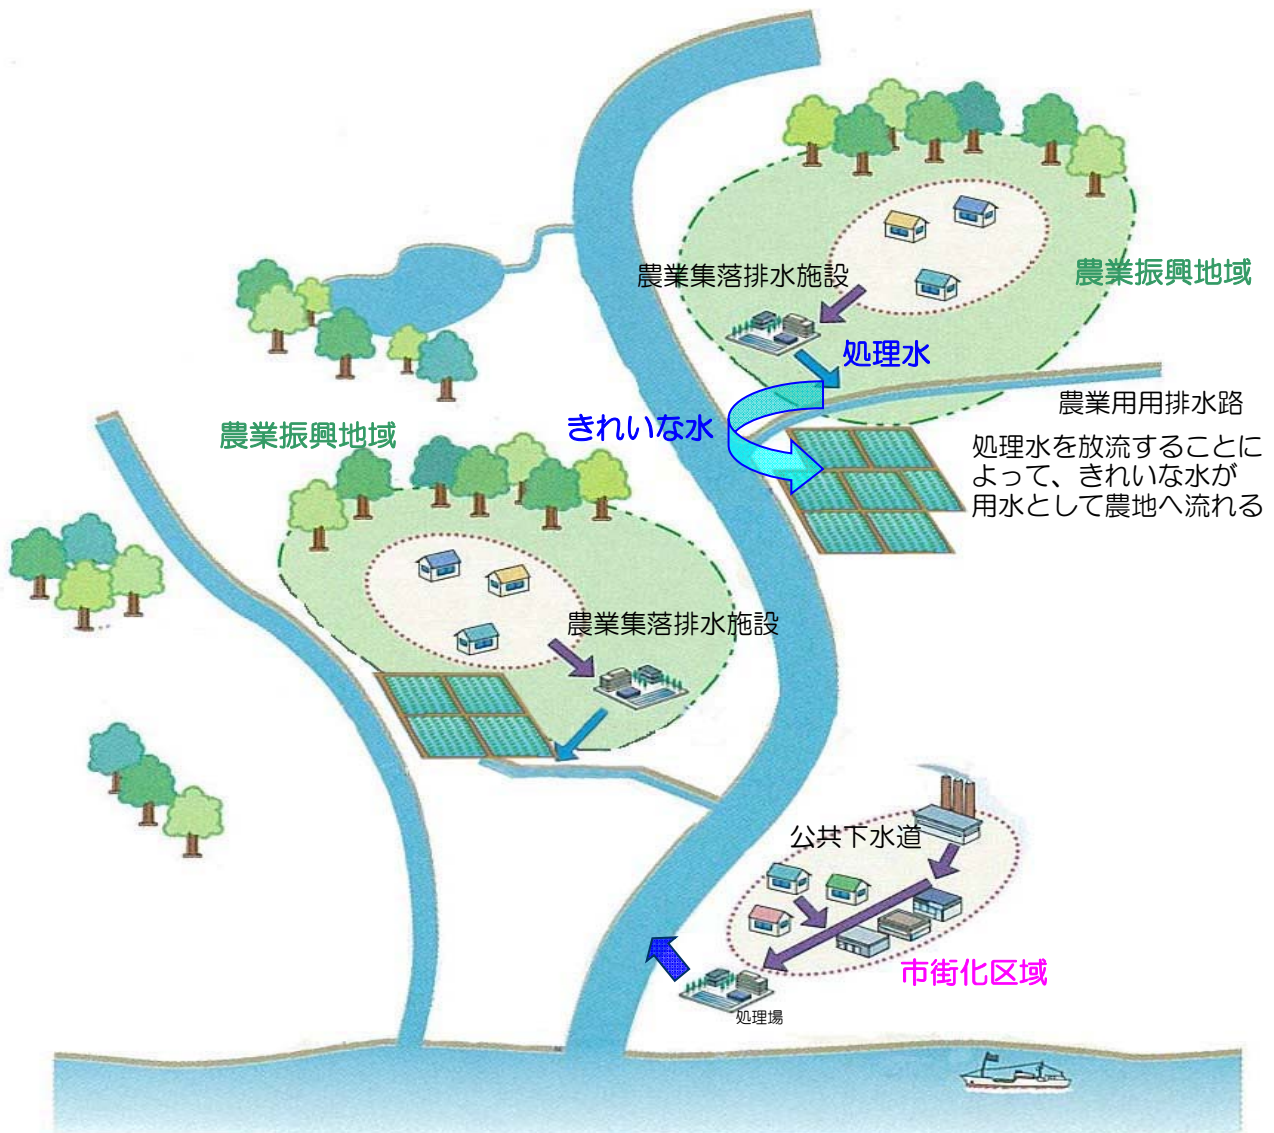 農業集落排水施設
農業振興地域
処理水
農業用用排水路
きれいな水
処理水を放流することに
よって、きれいな水が
用水として農地へ流れる
農業振興地域
農業集落排水施設
公共下水道
市街化区域
処理場